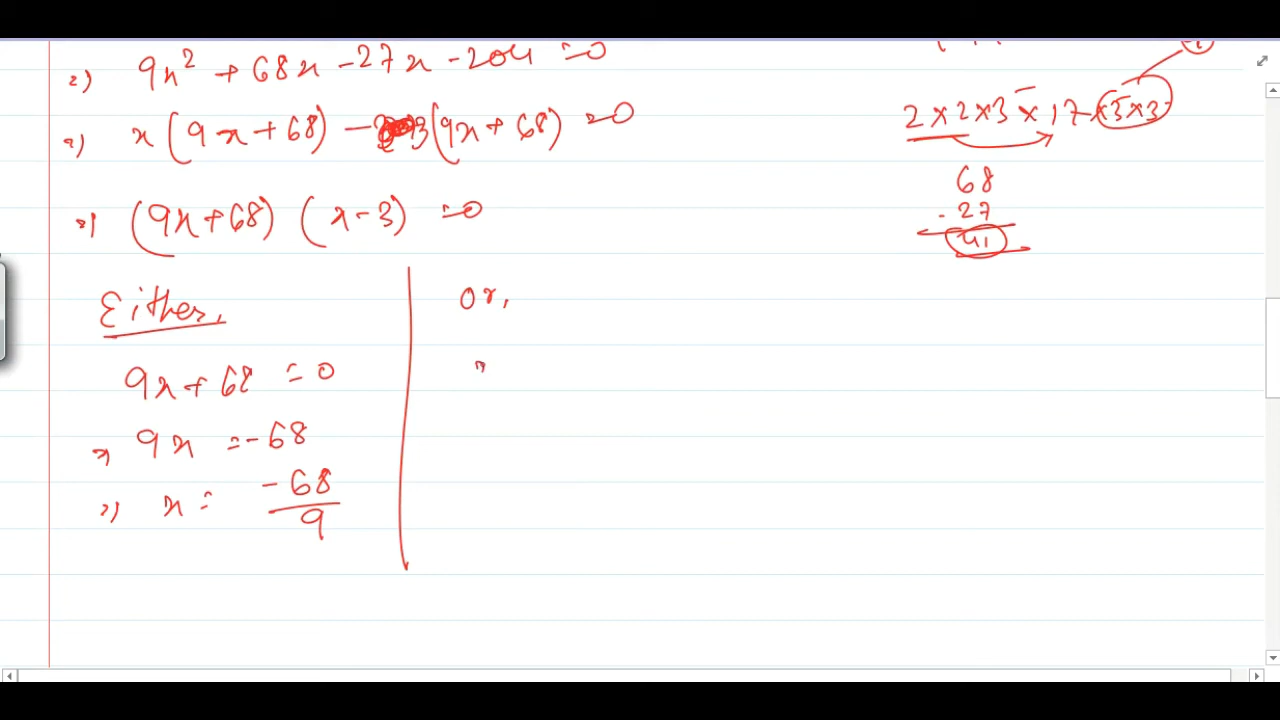 ⇒) 9x² + 68x - 27x - 204 = 0
⇒) x(9x + 68) - 3(9x + 68) = 0
⇒) (9x + 68) (x - 3) = 0
Either,
9x + 68 = 0
⇒ 9x = -68
⇒) x = -68/9
Or,
2 × 2 × 3 × 17 × 3 × 3
68
- 27
41